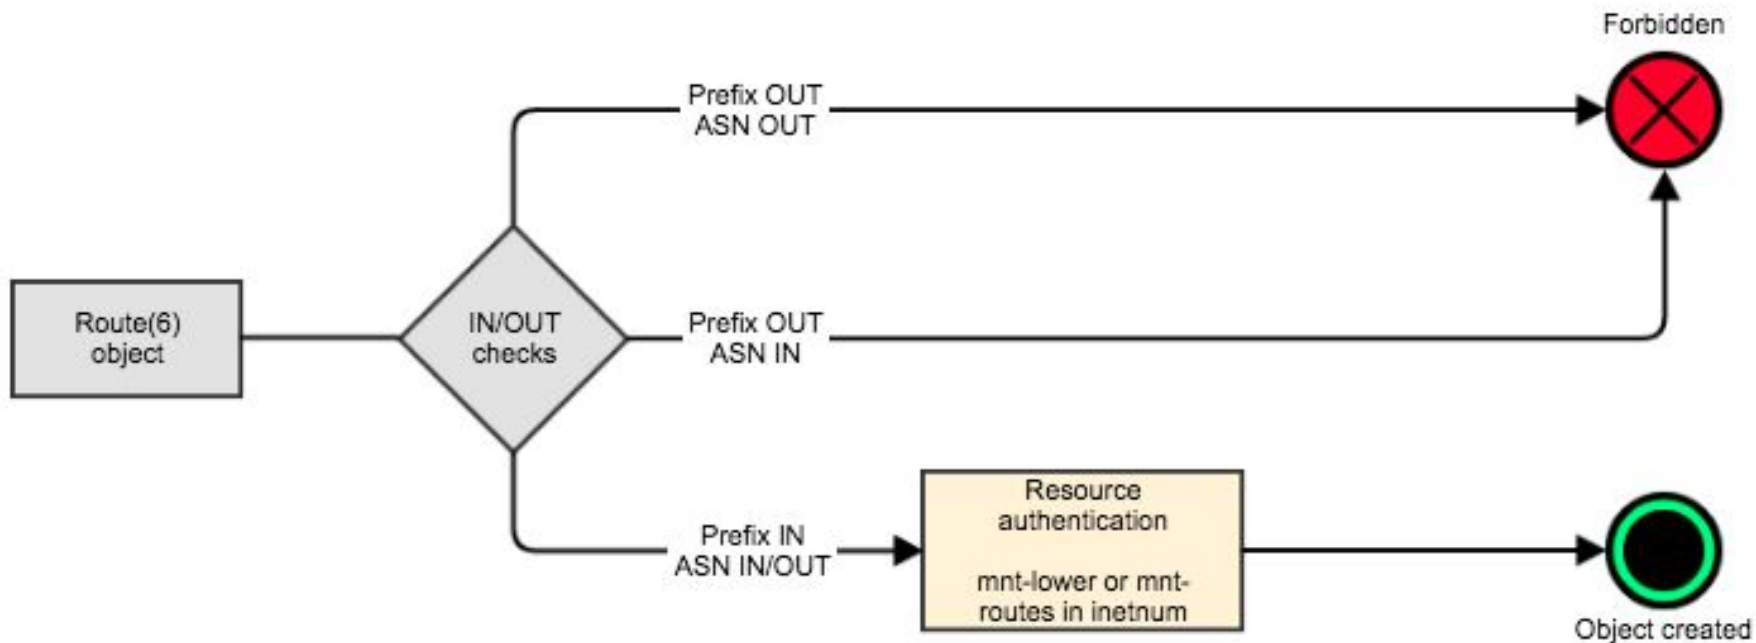 Forbidden
Prefix OUT
ASN OUT
Route(6)
object
IN/OUT
checks
Prefix OUT
ASN IN
Prefix IN
ASN IN/OUT
Resource
authentication
mnt-lower or mnt-
routes in inetnum
Object created